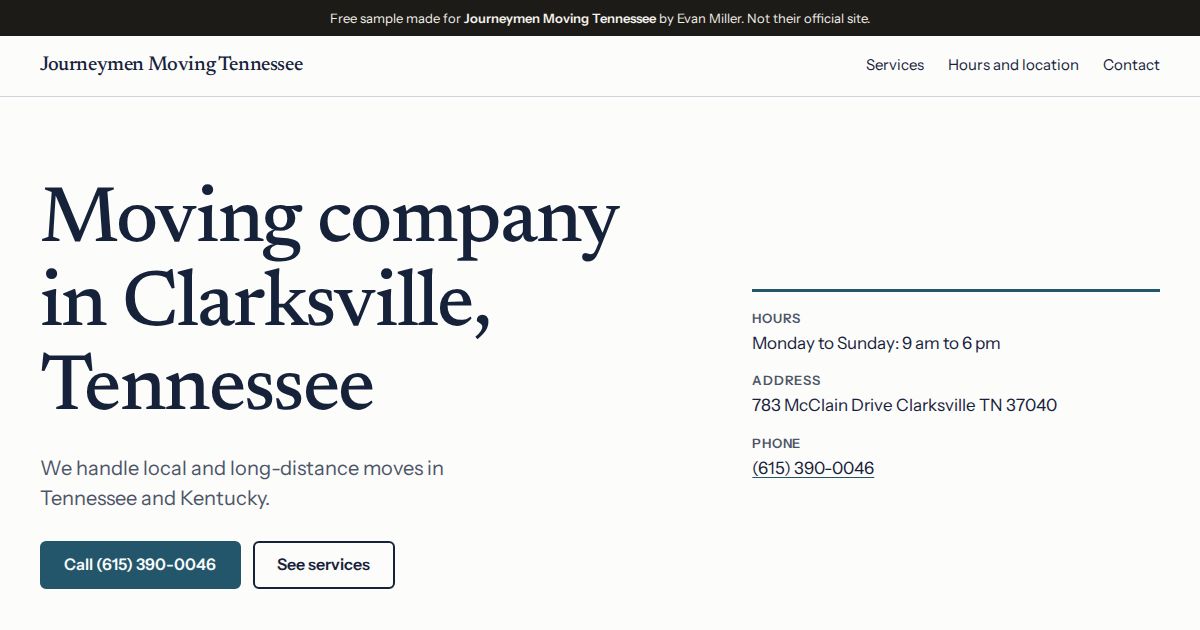 Free sample made for Journeymen Moving Tennessee by Evan Miller. Not their official site.
Journeymen Moving Tennessee
Services
Hours and location
Contact
Moving company
in Clarksville,
Tennessee
We handle local and long-distance moves in
Tennessee and Kentucky.
Call (615) 390-0046
See services
HOURS
Monday to Sunday: 9 am to 6 pm
ADDRESS
783 McClain Drive Clarksville TN 37040
PHONE
(615) 390-0046